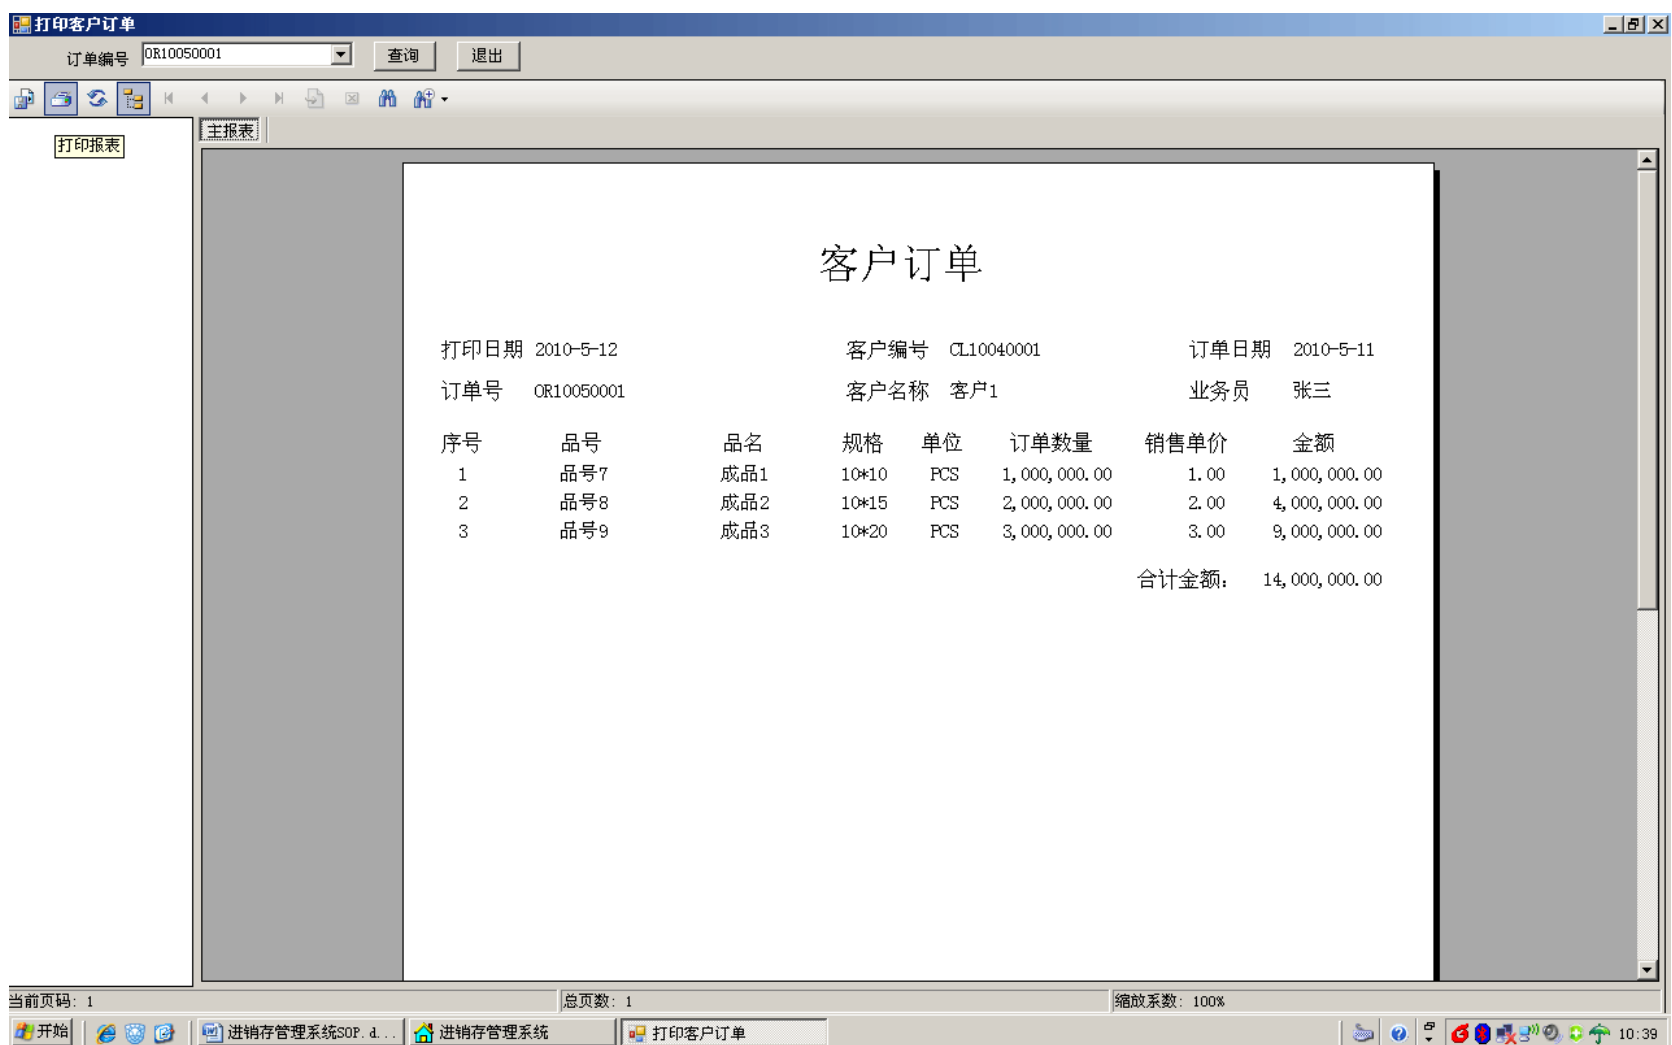 打印客户订单
订单编号 OR10050001 查询 退出
打印报表
主报表
客户订单
打印日期 2010-5-12 客户编号 CL10040001 订单日期 2010-5-11
订单号 OR10050001 客户名称 客户1 业务员 张三
序号 品号 品名 规格 单位 订单数量 销售单价 金额
1 品号7 成品1 10*10 PCS 1,000,000.00 1.00 1,000,000.00
2 品号8 成品2 10*15 PCS 2,000,000.00 2.00 4,000,000.00
3 品号9 成品3 10*20 PCS 3,000,000.00 3.00 9,000,000.00
合计金额: 14,000,000.00
当前页码: 1 总页数: 1 缩放系数: 100%
开始 进销存管理系统SOP.d... 进销存管理系统 打印客户订单 10:39